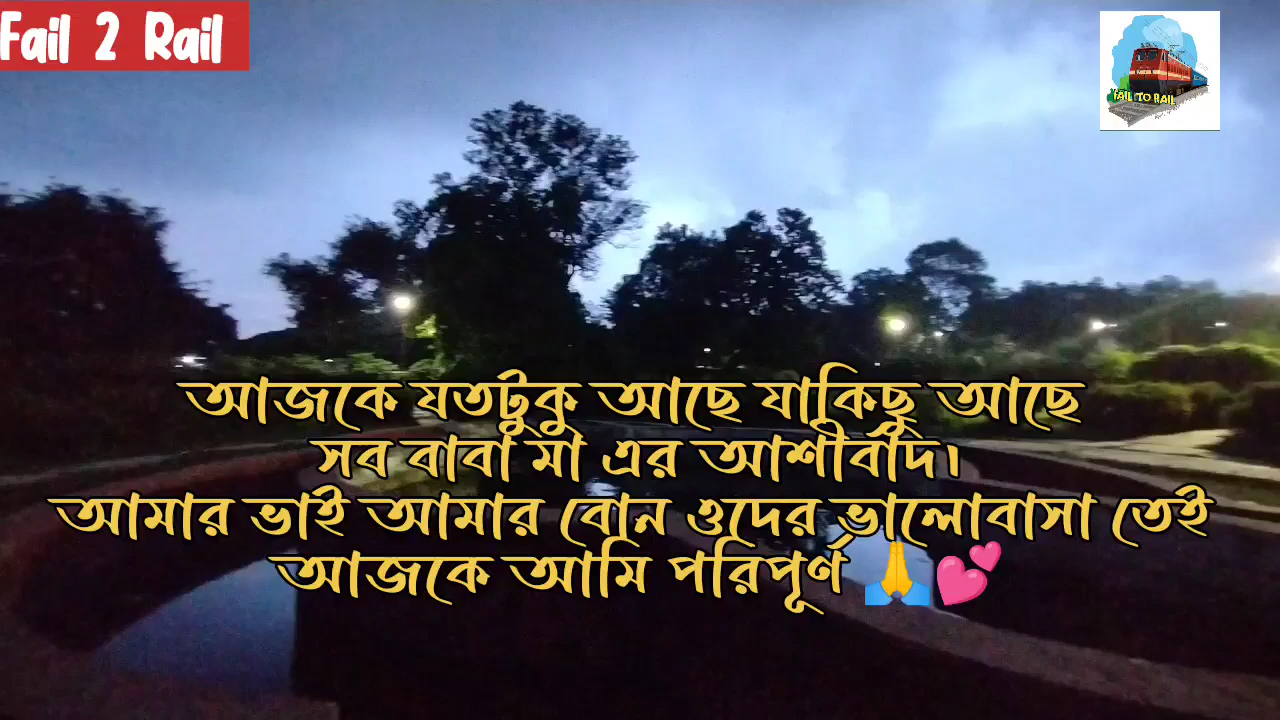 Fail 2 Rail
FAIL TO RAIL
আজকে যতটুকু আছে যাকিছু আছে
সব বাবা মা এর আশীর্বাদ।
আমার ভাই আমার বোন ওদের ভালোবাসা তেই
আজকে আমি পরিপূর্ণ 🙏 💕